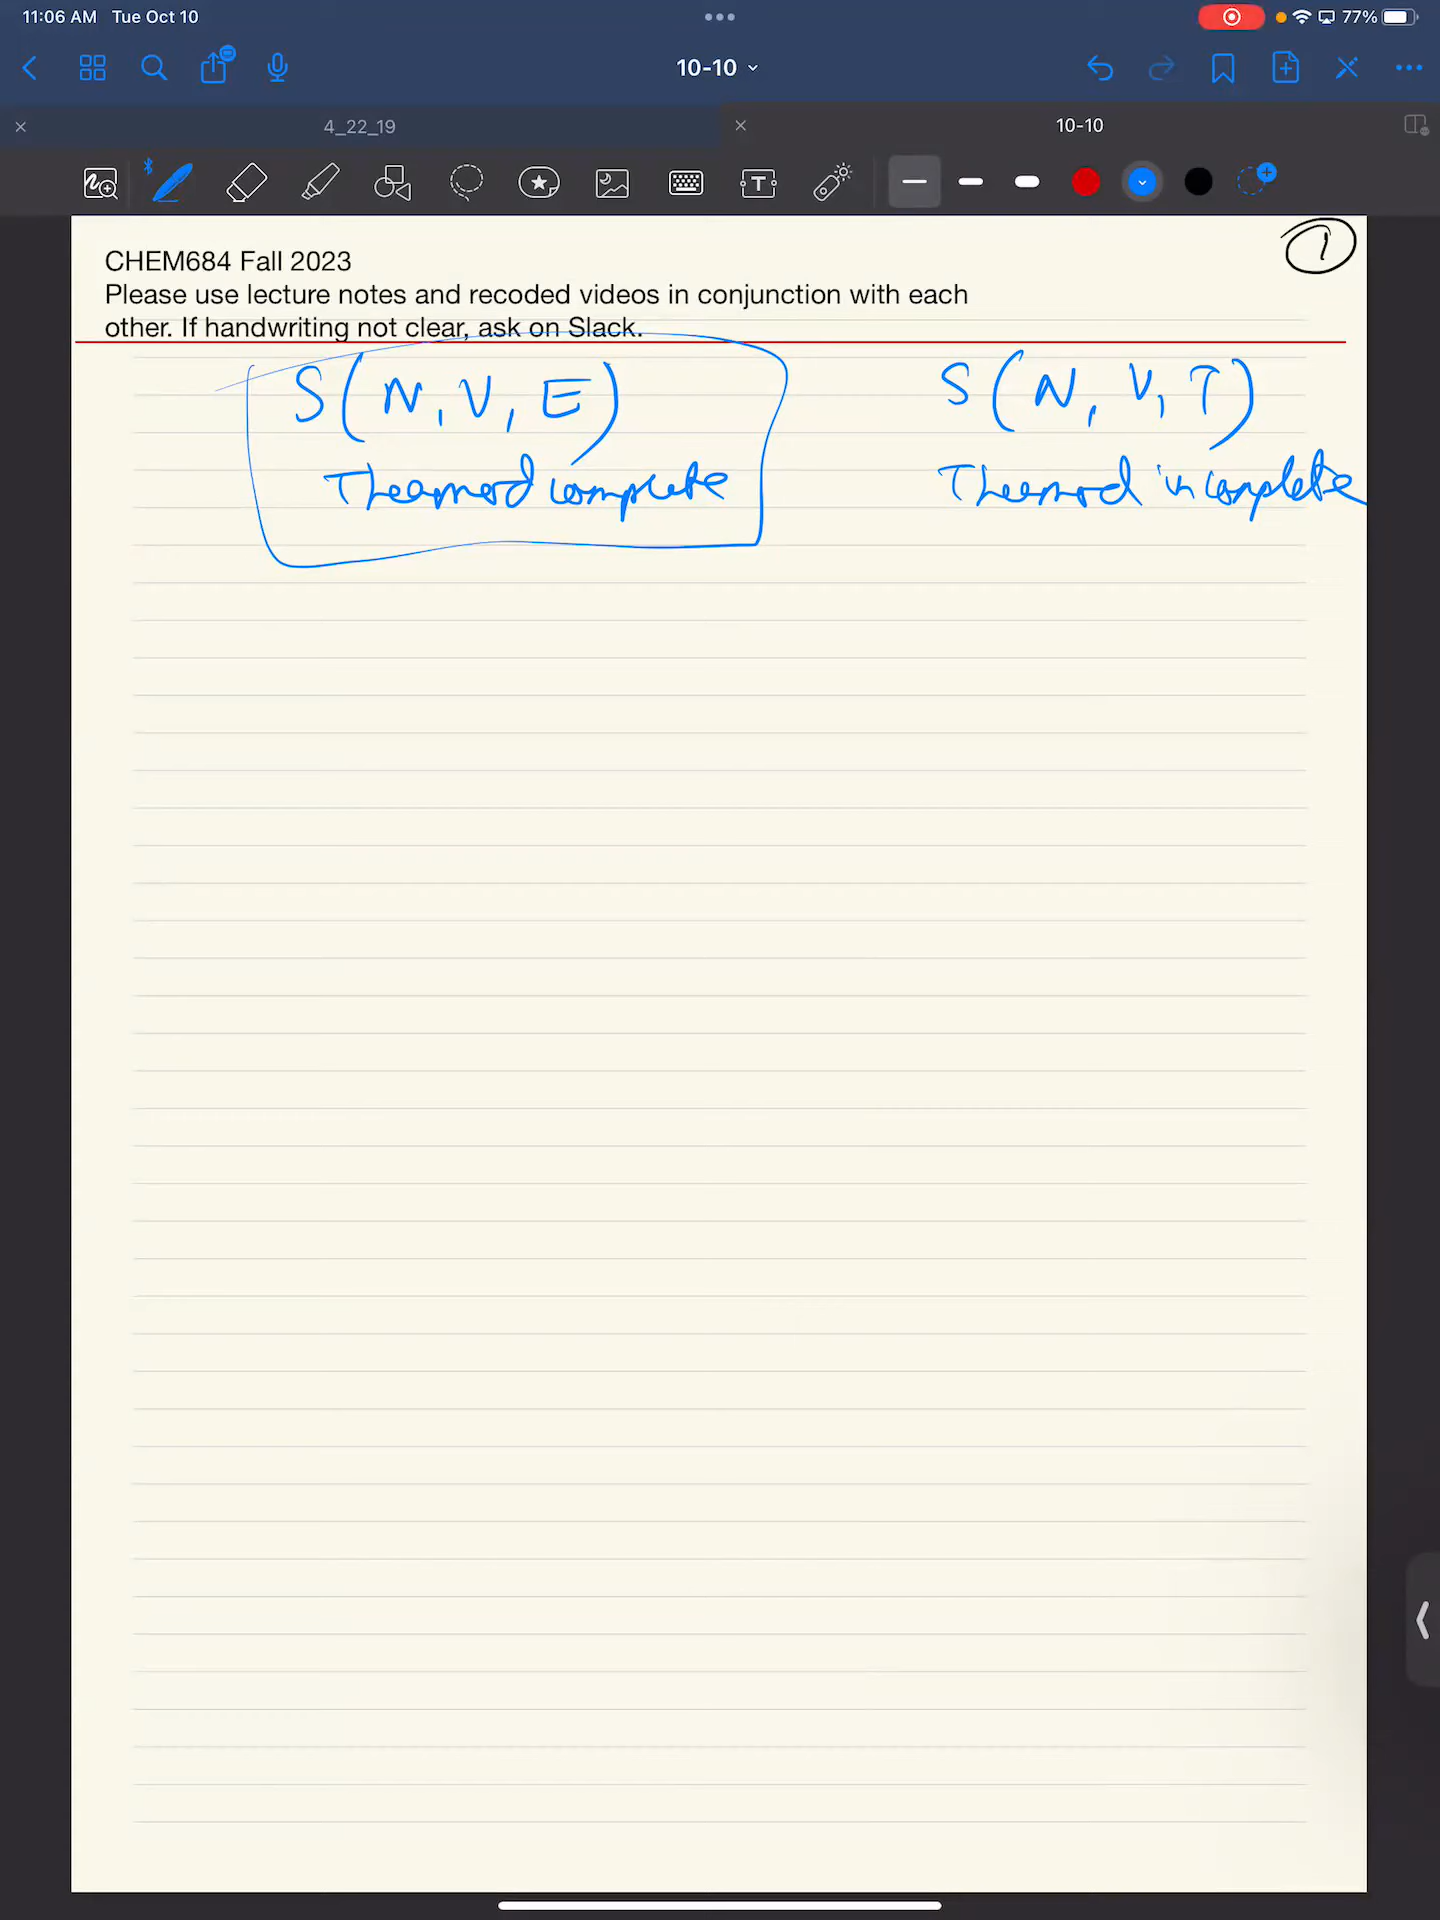 11:06 AM Tue Oct 10
77%
10-10
4_22_19
10-10
T
CHEM684 Fall 2023
1
Please use lecture notes and recoded videos in conjunction with each
other. If handwriting not clear, ask on Slack.
S(N, V, E) S(N, V, T)
Thermod complete Thermod incomplete